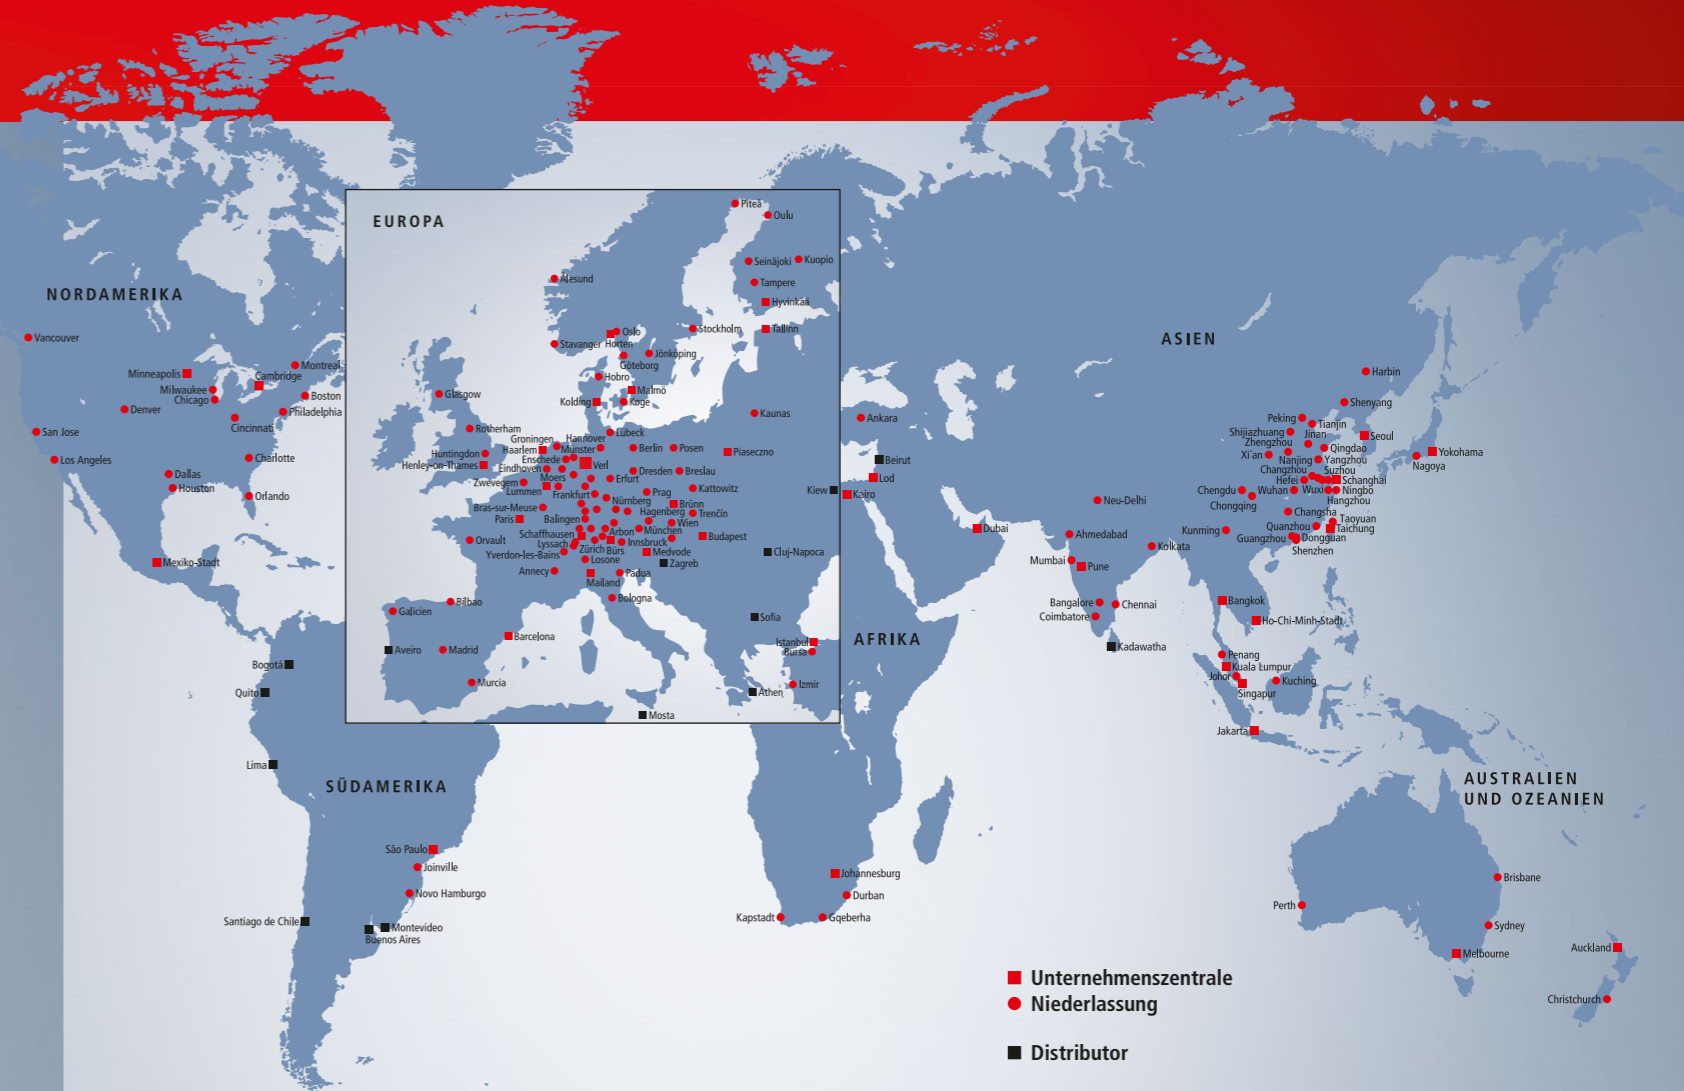 EUROPA
Piteå
Oulu
Seinäjoki
Kuopio
Tampere
Hyvinkää
Ålesund
Oslo
Stockholm
Tallinn
Stavanger
Horten
Göteborg
Jönköping
Hobro
Malmö
Kolding
Køge
Glasgow
Kaunas
Rotherham
Groningen
Hannover
Lübeck
Haarlem
Münster
Berlin
Posen
Piaseczno
Huntingdon
Enschede
Verl
Henley-on-Thames
Eindhoven
Dresden
Breslau
Zwevegem
Moers
Erfurt
Lummen
Frankfurt
Prag
Kattowitz
Nürnberg
Bras-sur-Meuse
Hagenberg
Brünn
Trenčín
Paris
Balingen
Wien
Schaffhausen
Arbon
München
Budapest
Orvault
Lyssach
Zürich
Bürs
Innsbruck
Yverdon-les-Bains
Medvode
Losone
Zagreb
Cluj-Napoca
Annecy
Mailand
Padua
Bologna
Bilbao
Galicien
Sofia
Barcelona
Istanbul
Bursa
Aveiro
Madrid
Murcia
Izmir
Athen
Mosta
Kiew
NORDAMERIKA
Vancouver
Montreal
Minneapolis
Cambridge
Milwaukee
Chicago
Boston
Denver
Philadelphia
Cincinnati
San Jose
Los Angeles
Charlotte
Dallas
Houston
Orlando
Mexiko-Stadt
Bogotá
Quito
Lima
SÜDAMERIKA
São Paulo
Joinville
Novo Hamburgo
Santiago de Chile
Montevideo
Buenos Aires
AFRIKA
Johannesburg
Durban
Kapstadt
Gqeberha
Ankara
Beirut
Lod
Kairo
Dubai
ASIEN
Harbin
Shenyang
Peking
Tianjin
Shijiazhuang
Jinan
Seoul
Zhengzhou
Qingdao
Yokohama
Xi'an
Nanjing
Yangzhou
Nagoya
Changzhou
Suzhou
Hefei
Schanghai
Chengdu
Wuhan
Wuxi
Ningbo
Chongqing
Hangzhou
Changsha
Taoyuan
Kunming
Quanzhou
Taichung
Guangzhou
Dongguan
Shenzhen
Neu-Delhi
Ahmedabad
Kolkata
Mumbai
Pune
Bangalore
Chennai
Coimbatore
Kadawatha
Bangkok
Ho-Chi-Minh-Stadt
Penang
Kuala Lumpur
Johor
Kuching
Singapur
Jakarta
AUSTRALIEN
UND OZEANIEN
Brisbane
Perth
Sydney
Melbourne
Auckland
Christchurch
Unternehmenszentrale
Niederlassung
Distributor